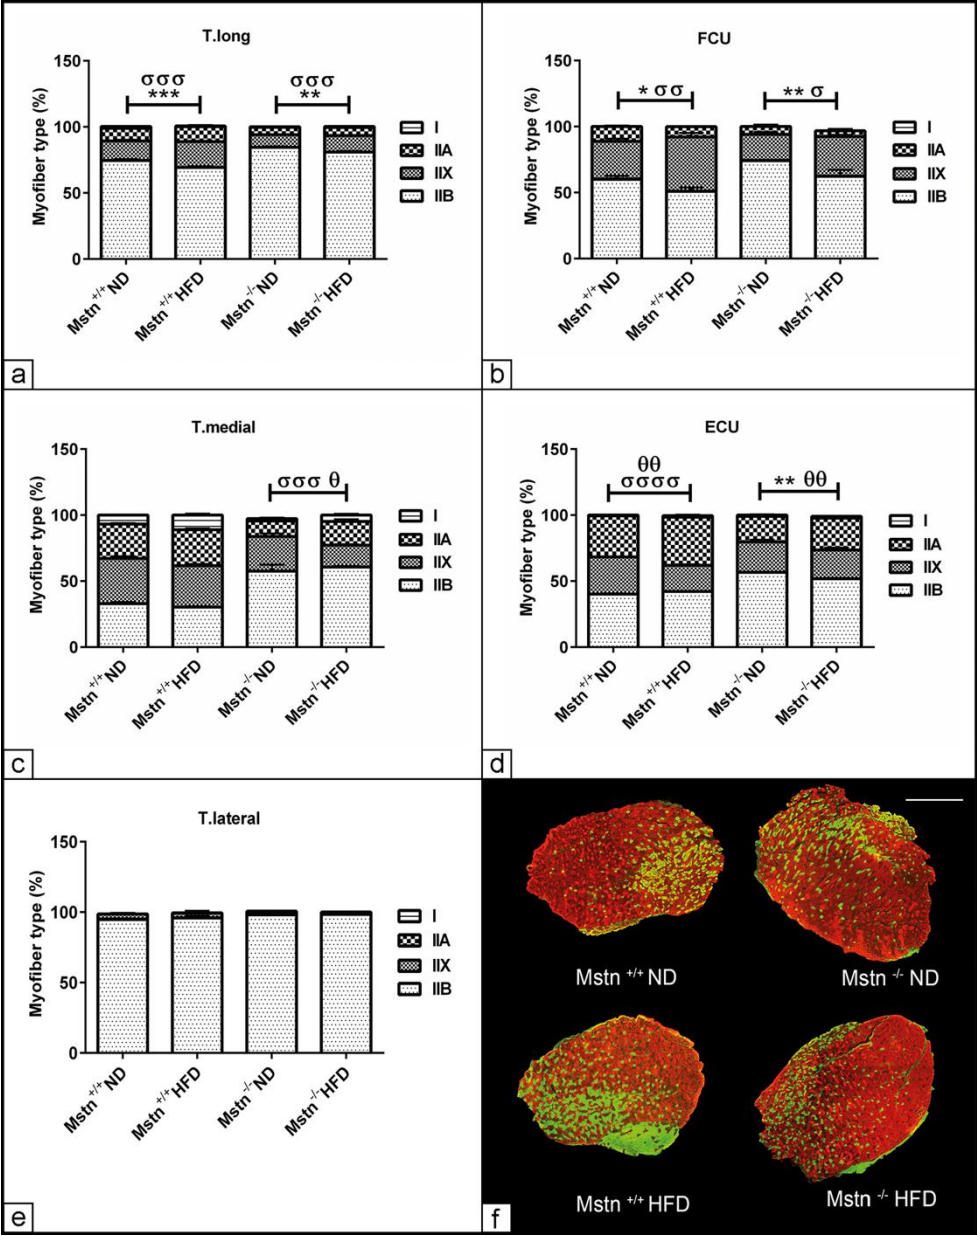 T.long
150
100
50
0
Myofiber type (%)
σσσ
***
σσσ
**
I
IIA
IIX
IIB
Mstn +/+ ND
Mstn +/+ HFD
Mstn -/- ND
Mstn -/- HFD
a
FCU
150
100
50
0
Myofiber type (%)
* σσ
** σ
I
IIA
IIX
IIB
Mstn +/+ ND
Mstn +/+ HFD
Mstn -/- ND
Mstn -/- HFD
b
T.medial
150
100
50
0
Myofiber type (%)
σσσ θ
I
IIA
IIX
IIB
Mstn +/+ ND
Mstn +/+ HFD
Mstn -/- ND
Mstn -/- HFD
c
ECU
150
100
50
0
Myofiber type (%)
θθ
σσσσ
** θθ
I
IIA
IIX
IIB
Mstn +/+ ND
Mstn +/+ HFD
Mstn -/- ND
Mstn -/- HFD
d
T.lateral
150
100
50
0
Myofiber type (%)
I
IIA
IIX
IIB
Mstn +/+ ND
Mstn +/+ HFD
Mstn -/- ND
Mstn -/- HFD
e
Mstn +/+ ND
Mstn -/- ND
Mstn +/+ HFD
Mstn -/- HFD
f